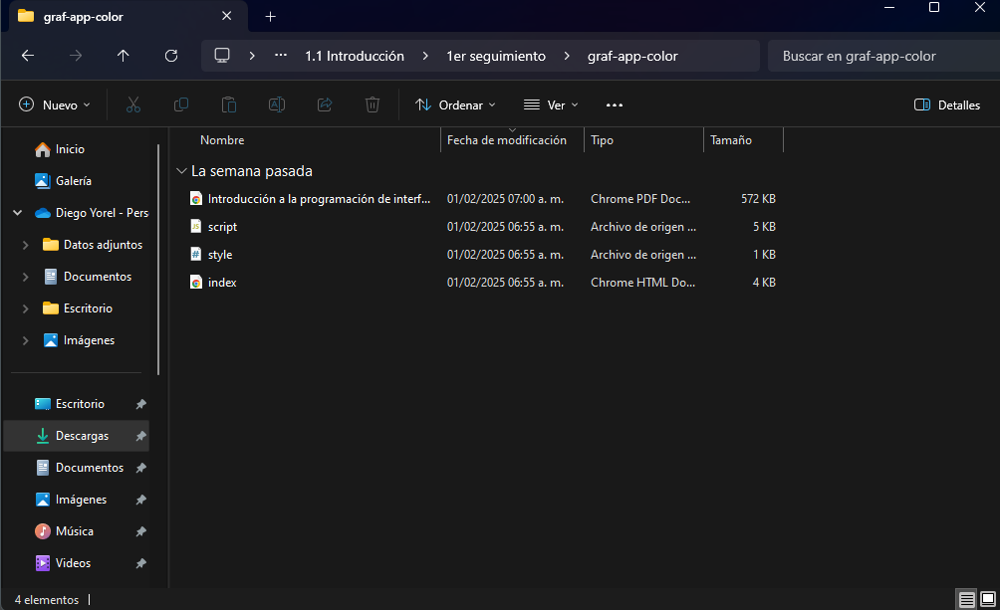 graf-app-color
1.1 Introducción 1er seguimiento graf-app-color Buscar en graf-app-color
Nuevo Ordenar Ver Detalles
Nombre Fecha de modificación Tipo Tamaño
La semana pasada
Introducción a la programación de interf... 01/02/2025 07:00 a. m. Chrome PDF Doc... 572 KB
script 01/02/2025 06:55 a. m. Archivo de origen ... 5 KB
style 01/02/2025 06:55 a. m. Archivo de origen ... 1 KB
index 01/02/2025 06:55 a. m. Chrome HTML Do... 4 KB
Inicio
Galería
Diego Yorel - Pers
Datos adjuntos
Documentos
Escritorio
Imágenes
Escritorio
Descargas
Documentos
Imágenes
Música
Videos
4 elementos